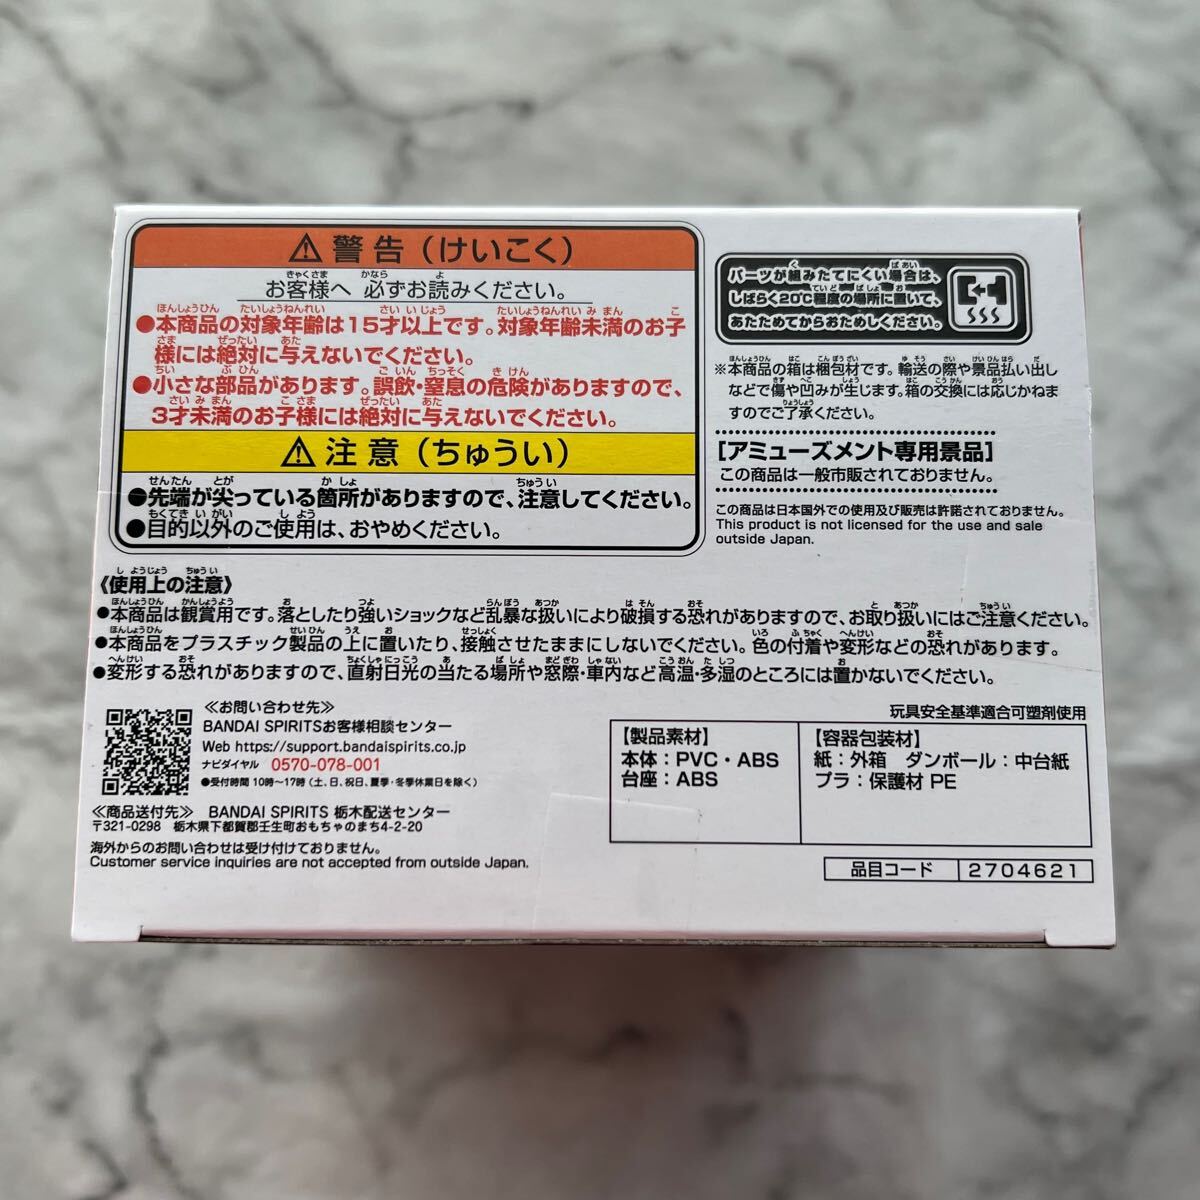 ⚠警告(けいこく)
お客様へ 必ずお読みください。
●本商品の対象年齢は15才以上です。対象年齢未満のお子
様には絶対に与えないでください。
●小さな部品があります。誤飲・窒息の危険がありますので、
3才未満のお子様には絶対に与えないでください。
⚠注意(ちゅうい)
●先端が尖っている箇所がありますので、注意してください。
●目的以外のご使用は、おやめください。
パーツが組みたてにくい場合は、
しばらく20℃程度の場所に置いて、
あたためてからおためしください。
※本商品の箱は梱包材です。輸送の際や景品払い出し
などで傷や凹みが生じます。箱の交換には応じかねま
すのでご了承ください。
[アミューズメント専用景品]
この商品は一般市販されておりません。
この商品は日本国外での使用及び販売は許諾されておりません。
This product is not licensed for the use and sale
outside Japan.
《使用上の注意》
●本商品は観賞用です。落としたり強いショックなど乱暴な扱いにより破損する恐れがありますので、お取り扱いにはご注意ください。
●本商品をプラスチック製品の上に置いたり、接触させたままにしないでください。色の付着や変形などの恐れがあります。
●変形する恐れがありますので、直射日光の当たる場所や窓際・車内など高温・多湿のところには置かないでください。
≪お問い合わせ先≫
BANDAI SPIRITSお客様相談センター
Web https://support.bandaispirits.co.jp
ナビダイヤル 0570-078-001
●受付時間 10時〜17時(土、日、祝日、夏季・冬季休業日を除く)
≪商品送付先≫ BANDAI SPIRITS 栃木配送センター
〒321-0298 栃木県下都賀郡壬生町おもちゃのまち4-2-20
海外からのお問い合わせは受け付けておりません。
Customer service inquiries are not accepted from outside Japan.
玩具安全基準適合可塑剤使用
【製品素材】
本体:PVC・ABS
台座:ABS
【容器包装材】
紙:外箱 ダンボール:中台紙
プラ:保護材 PE
品目コード 2704621